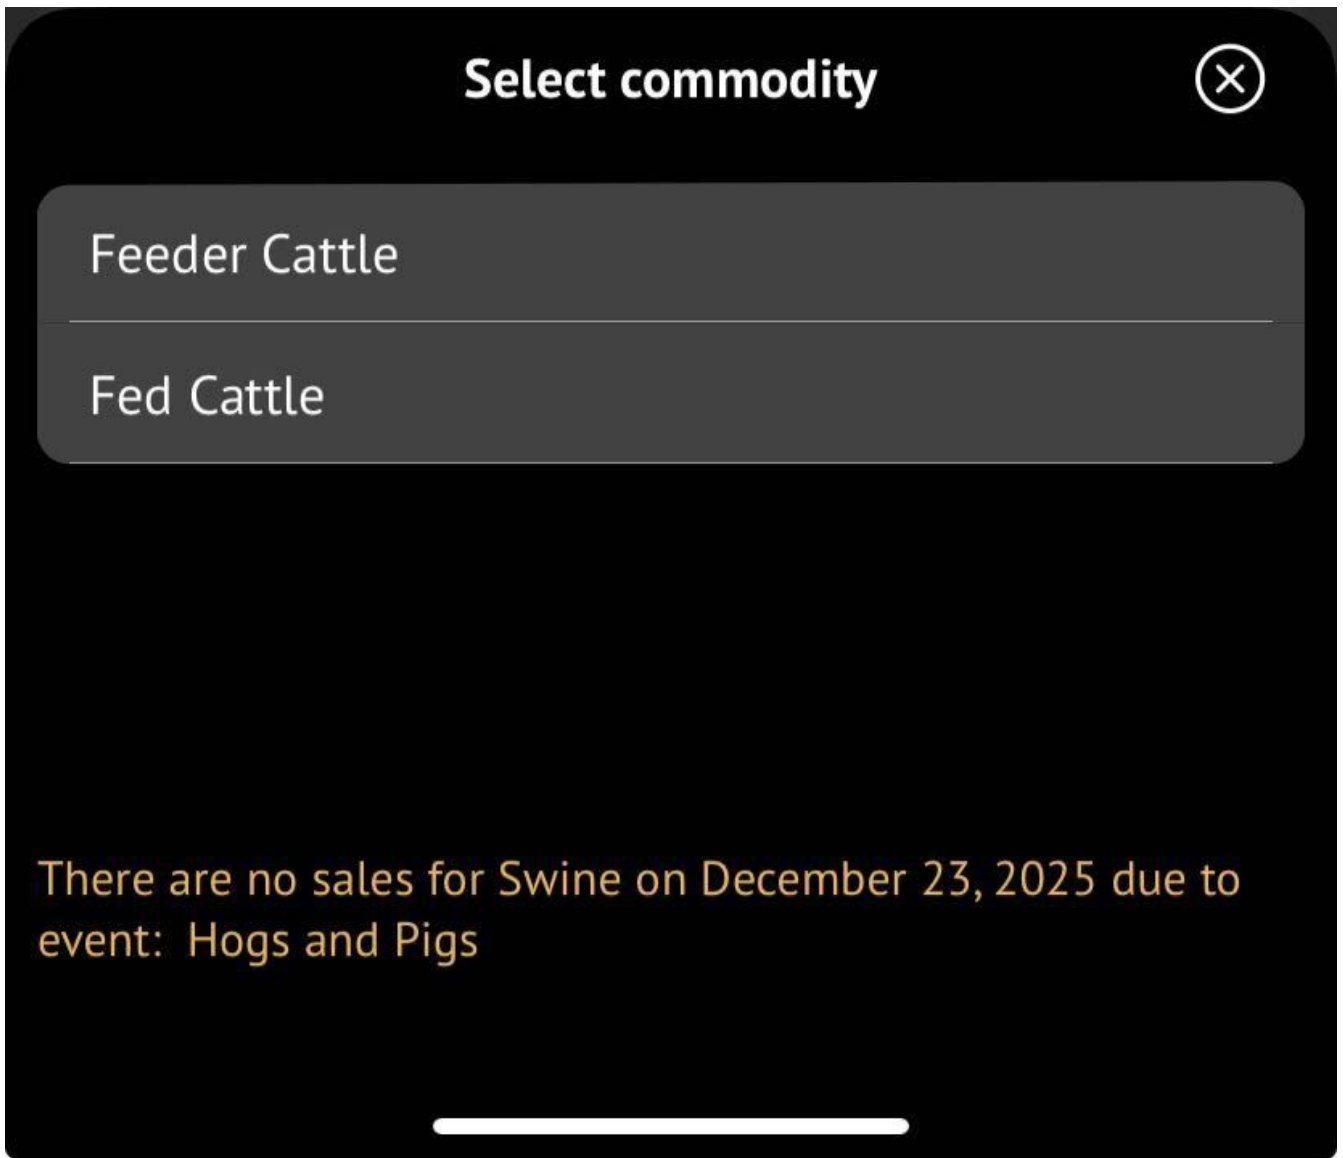 Select commodity
Feeder Cattle
Fed Cattle
There are no sales for Swine on December 23, 2025 due to
event:  Hogs and Pigs